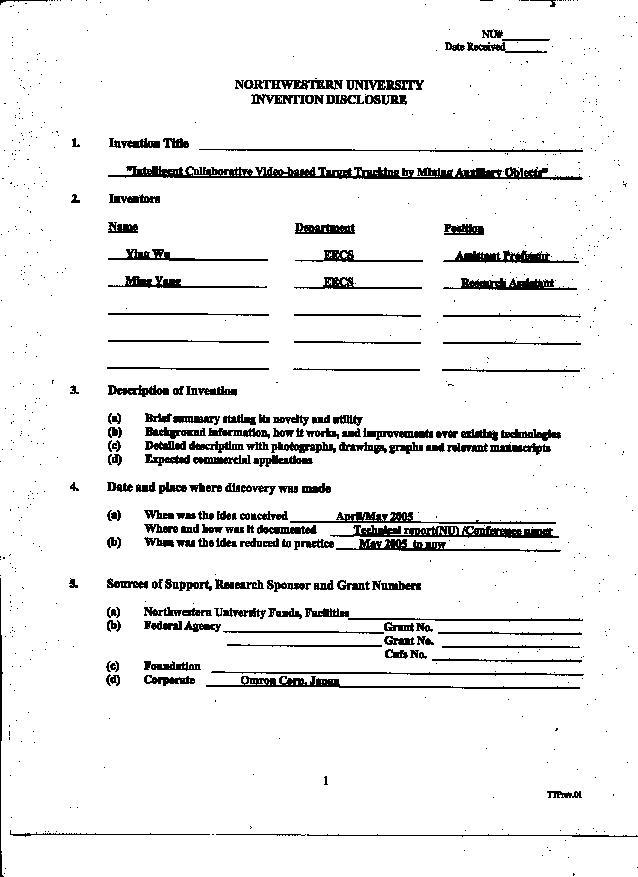 NU#
Date Received
NORTHWESTERN UNIVERSITY
INVENTION DISCLOSURE
1. Invention Title
"Intelligent Collaborative Video-based Target Tracking by Mining Auxiliary Objects"
2. Inventors
Name Department Position
Ying Wu EECS Assistant Professor
Ming Yang EECS Research Assistant
3. Description of Invention
(a) Brief summary stating its novelty and utility
(b) Background information, how it works, and improvements over existing technologies
(c) Detailed description with photographs, drawings, graphs and relevant manuscripts
(d) Expected commercial applications
4. Date and place where discovery was made
(a) When was the idea conceived April/May 2005
Where and how was it documented Technical report(NU) /Conference paper
(b) When was the idea reduced to practice May 2005 to now
5. Sources of Support, Research Sponsor and Grant Numbers
(a) Northwestern University Funds, Facilities
(b) Federal Agency Grant No.
Grant No.
Cufs No.
(c) Foundation
(d) Corporate Omron Corp. Japan
1